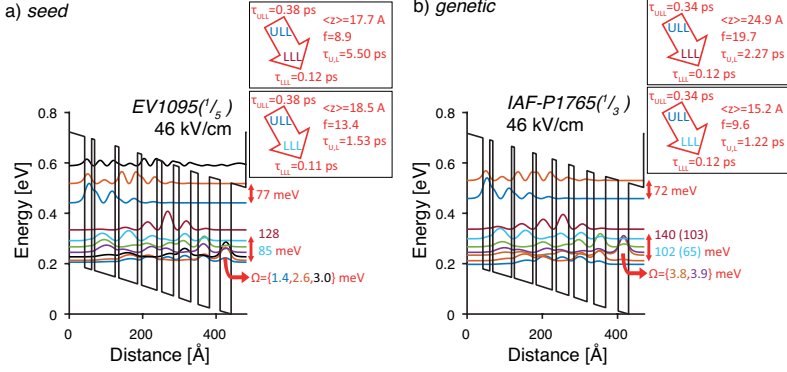 a) seed
τULL=0.38 ps
<z>=17.7 A
ULL
f=8.9
LLL
τU,L=5.50 ps
τLLL=0.12 ps
τULL=0.38 ps
<z>=18.5 A
ULL
f=13.4
LLL
τU,L=1.53 ps
τLLL=0.11 ps
EV1095(1/5)
46 kV/cm
Energy [eV]
0.8
0.6
0.4
0.2
0
77 meV
128
85 meV
Ω={1.4,2.6,3.0} meV
0
200
400
Distance [Å]
b) genetic
τULL=0.34 ps
<z>=24.9 A
ULL
f=19.7
LLL
τU,L=2.27 ps
τLLL=0.12 ps
τULL=0.34 ps
<z>=15.2 A
ULL
f=9.6
LLL
τU,L=1.22 ps
τLLL=0.12 ps
IAF-P1765(1/3)
46 kV/cm
Energy [eV]
0.8
0.6
0.4
0.2
0
72 meV
140 (103)
102 (65) meV
Ω={3.8,3.9} meV
0
200
400
Distance [Å]